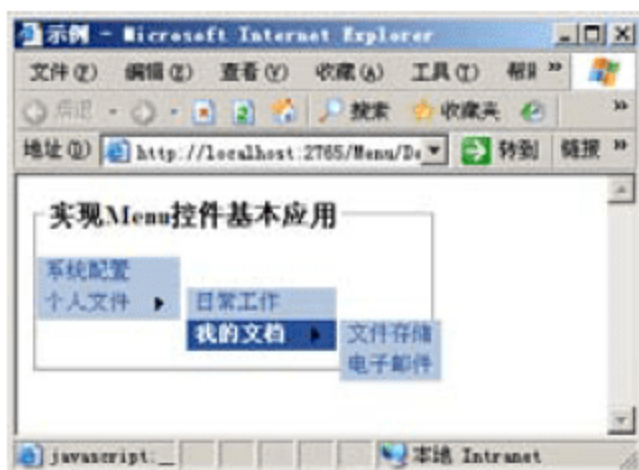 示例 - Microsoft Internet Explorer
文件(F) 编辑(E) 查看(V) 收藏(A) 工具(T) »
后退 搜索 收藏夹 »
地址(D) http://localhost:2765/Menu/De 转到 链接 »
实现Menu控件基本应用
系统配置
个人文件 日常工作
我的文档 文件存储
电子邮件
javascript:_ 本地 Intranet